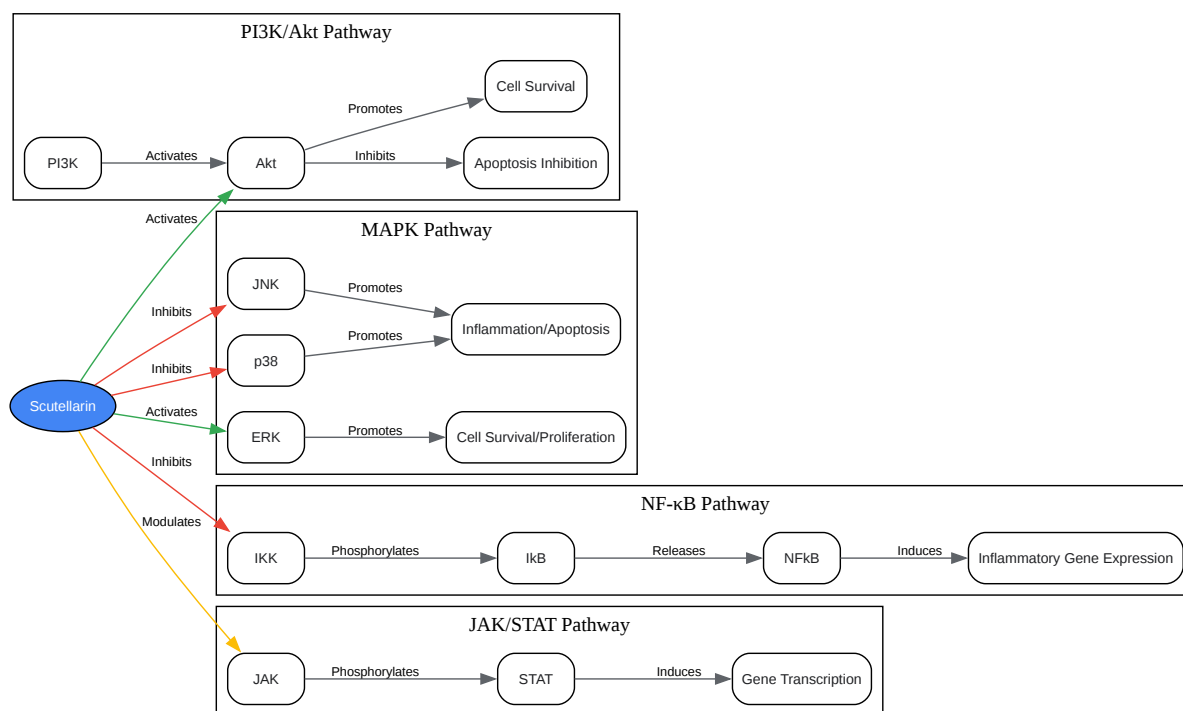 PI3K/Akt Pathway
Cell Survival
Promotes
PI3K
Activates
Akt
Inhibits
Apoptosis Inhibition
Activates
MAPK Pathway
JNK
Promotes
Inhibits
Inflammation/Apoptosis
Promotes
p38
Inhibits
Scutellarin
Activates
ERK
Promotes
Cell Survival/Proliferation
Inhibits
NF-κB Pathway
Modulates
IKK
Phosphorylates
IkB
Releases
NFkB
Induces
Inflammatory Gene Expression
JAK/STAT Pathway
JAK
Phosphorylates
STAT
Induces
Gene Transcription